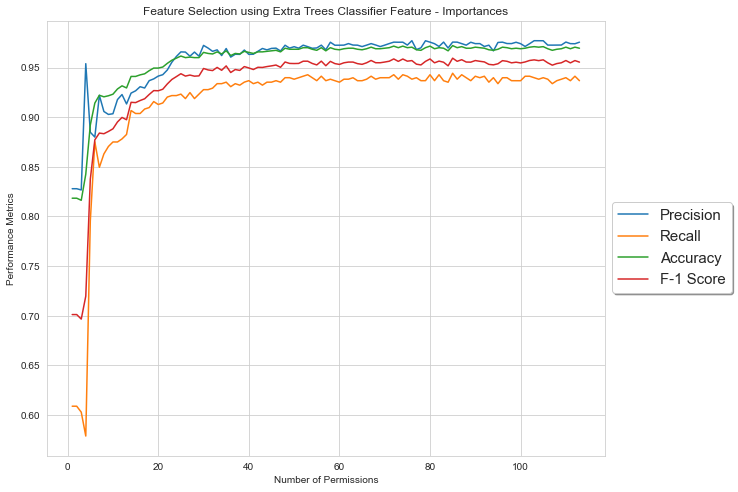 Feature Selection using Extra Trees Classifier Feature - Importances
Performance Metrics
0.95
0.90
0.85
0.80
0.75
0.70
0.65
0.60
0
20
40
60
80
100
Number of Permissions
Precision
Recall
Accuracy
F-1 Score